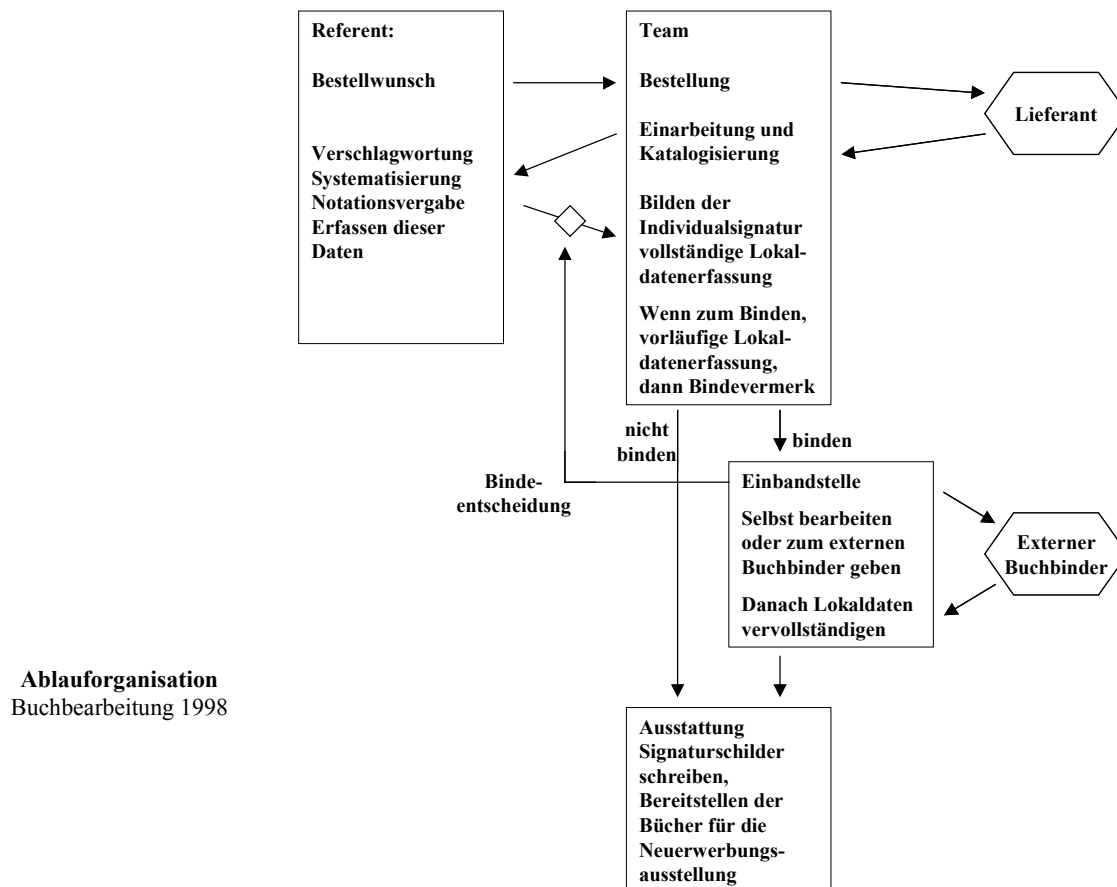 Referent:
Bestellwunsch
Verschlagwortung
Systematisierung
Notationsvergabe
Erfassen dieser
Daten
Team
Bestellung
Einarbeitung und
Katalogisierung
Bilden der
Individualsignatur
vollständige Lokal-
datenerfassung
Wenn zum Binden,
vorläufige Lokal-
datenerfassung,
dann Bindevermerk
Lieferant
nicht
binden
binden
Binde-
entscheidung
Einbandstelle
Selbst bearbeiten
oder zum externen
Buchbinder geben
Danach Lokaldaten
vervollständigen
Externer
Buchbinder
Ablauforganisation
Buchbearbeitung 1998
Ausstattung
Signaturschilder
schreiben,
Bereitstellen der
Bücher für die
Neuerwerbungs-
ausstellung